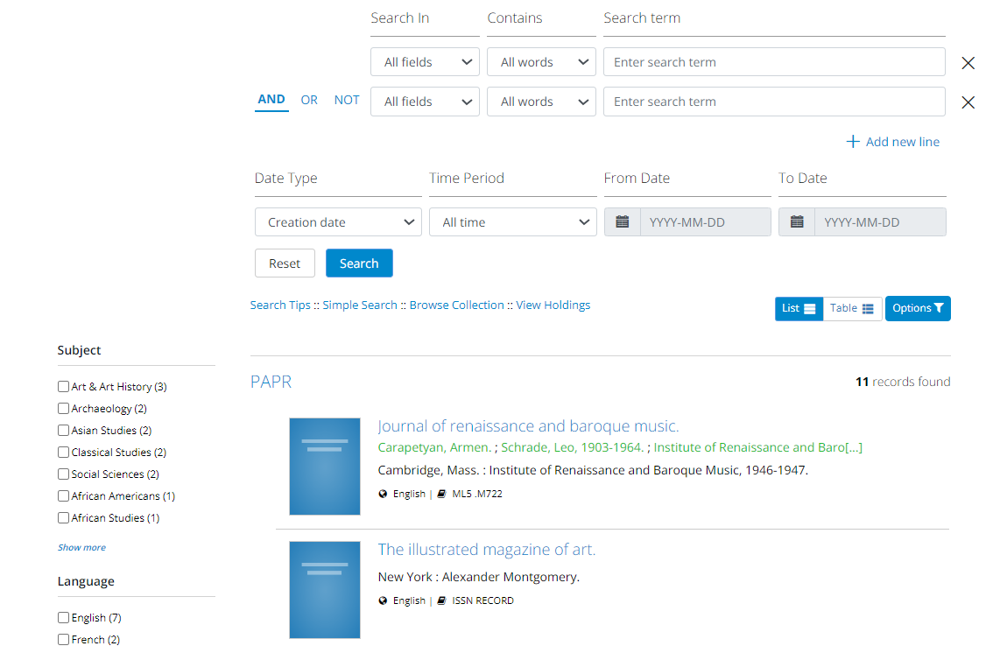 Search In Contains Search term
All fields All words Enter search term
AND OR NOT All fields All words Enter search term
Add new line
Date Type Time Period From Date To Date
Creation date All time YYYY-MM-DD YYYY-MM-DD
Reset Search
Search Tips :: Simple Search :: Browse Collection :: View Holdings
List Table Options
Subject
Art & Art History (3)
Archaeology (2)
Asian Studies (2)
Classical Studies (2)
Social Sciences (2)
African Americans (1)
African Studies (1)
Show more
Language
English (7)
French (2)
PAPR 11 records found
Journal of renaissance and baroque music.
Carapetyan, Armen. ; Schrade, Leo, 1903-1964. ; Institute of Renaissance and Baro[...]
Cambridge, Mass. : Institute of Renaissance and Baroque Music, 1946-1947.
English | ML5 .M722
The illustrated magazine of art.
New York : Alexander Montgomery.
English | ISSN RECORD